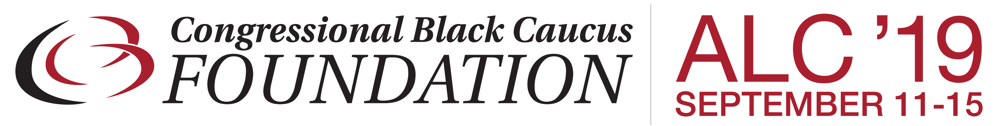 Congressional Black Caucus
FOUNDATION
ALC ’19
SEPTEMBER 11-15